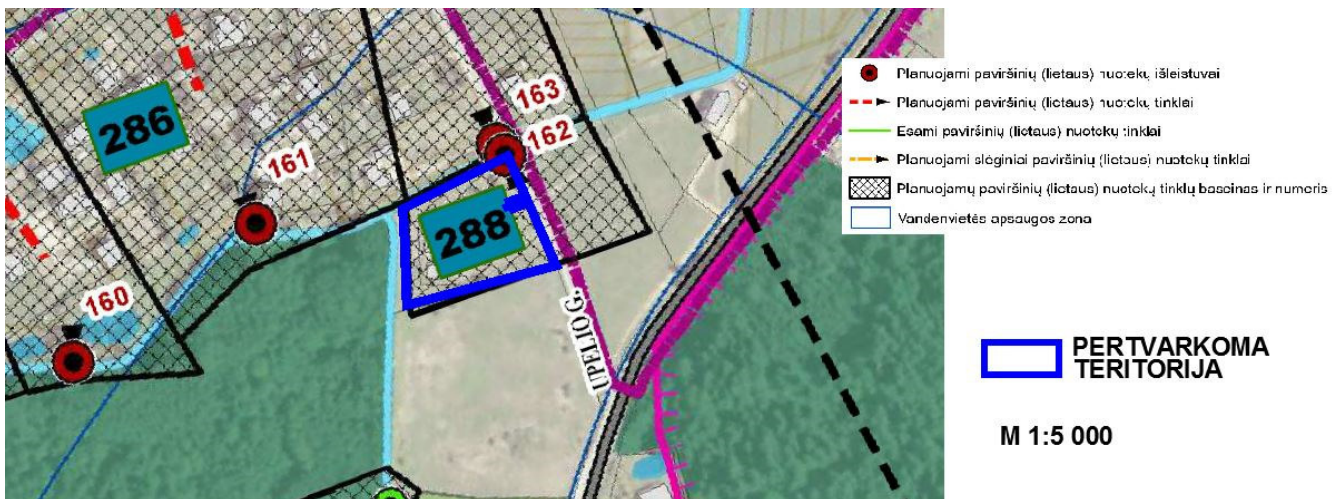 286
163
162
161
288
160
UPELIŲ G.
Planuojami paviršinių (lietaus) nuotekų išleistuvai
Planuojami paviršinių (lietaus) nuotekų tinklai
Esami paviršinių (lietaus) nuotekų tinklai
Planuojami slėginiai paviršinių (lietaus) nuotekų tinklai
Planuojamų paviršinių (lietaus) nuotekų tinklų baseinas ir numeris
Vandenvietės apsaugos zona
PERTVARKOMA
TERITORIJA
M 1:5 000